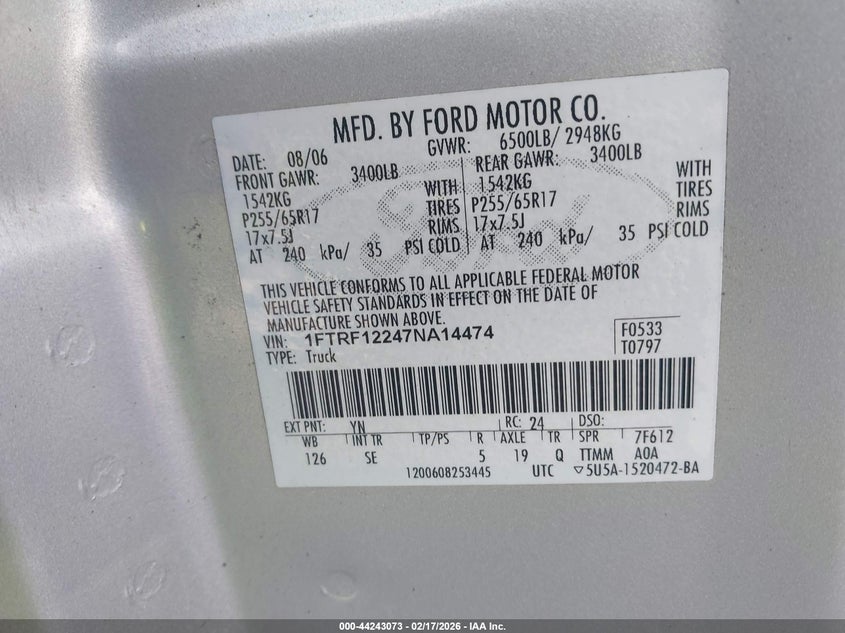 MFD. BY FORD MOTOR CO.
DATE: 08/06 GVWR: 6500LB/ 2948KG
FRONT GAWR: 3400LB REAR GAWR: 3400LB
1542KG WITH 1542KG WITH
P255/65R17 TIRES P255/65R17 TIRES
17x7.5J RIMS 17x7.5J RIMS
AT 240 kPa/ 35 PSI COLD AT 240 kPa/ 35 PSI COLD
Ford
THIS VEHICLE CONFORMS TO ALL APPLICABLE FEDERAL MOTOR
VEHICLE SAFETY STANDARDS IN EFFECT ON THE DATE OF
MANUFACTURE SHOWN ABOVE.
VIN: 1FTRF12247NA14474 F0533
TYPE: Truck T0797
EXT PNT: YN RC: 24 DSO:
WB INT TR TP/PS R AXLE TR SPR 7F612
126 SE 5 19 Q TTMM AOA
1200608253445 UTC ▽5U5A-1520472-BA
000-44243073 - 02/17/2026 - IAA Inc.